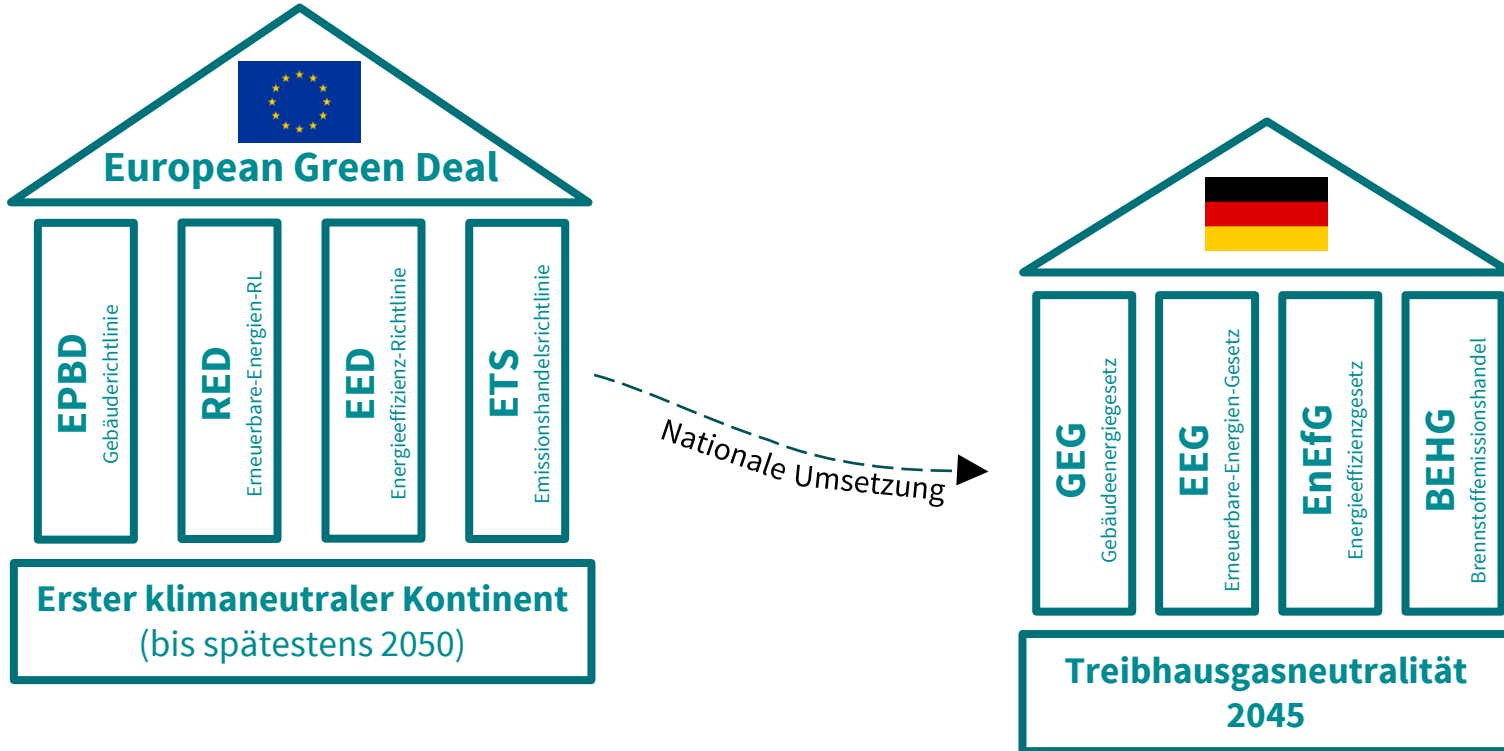 European Green Deal
EPBD
Gebäuderichtlinie
RED
Erneuerbare-Energien-RL
EED
Energieeffizienz-Richtlinie
ETS
Emissionshandelsrichtlinie
Erster klimaneutraler Kontinent
(bis spätestens 2050)
Nationale Umsetzung
GEG
Gebäudeenergiegesetz
EEG
Erneuerbare-Energien-Gesetz
EnEfG
Energieeffizienzgesetz
BEHG
Brennstoffemissionshandel
Treibhausgasneutralität
2045